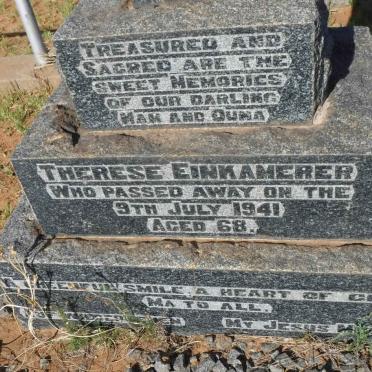 TREASURED AND
SACRED ARE THE
SWEET MEMORIES
OF OUR DARLING
MAN AND OUMA
THERESE EINKAMERER
WHO PASSED AWAY ON THE
9TH JULY 1941
AGED 68.
SMILE A HEART OF
MA TO ALL.
MY JESUS